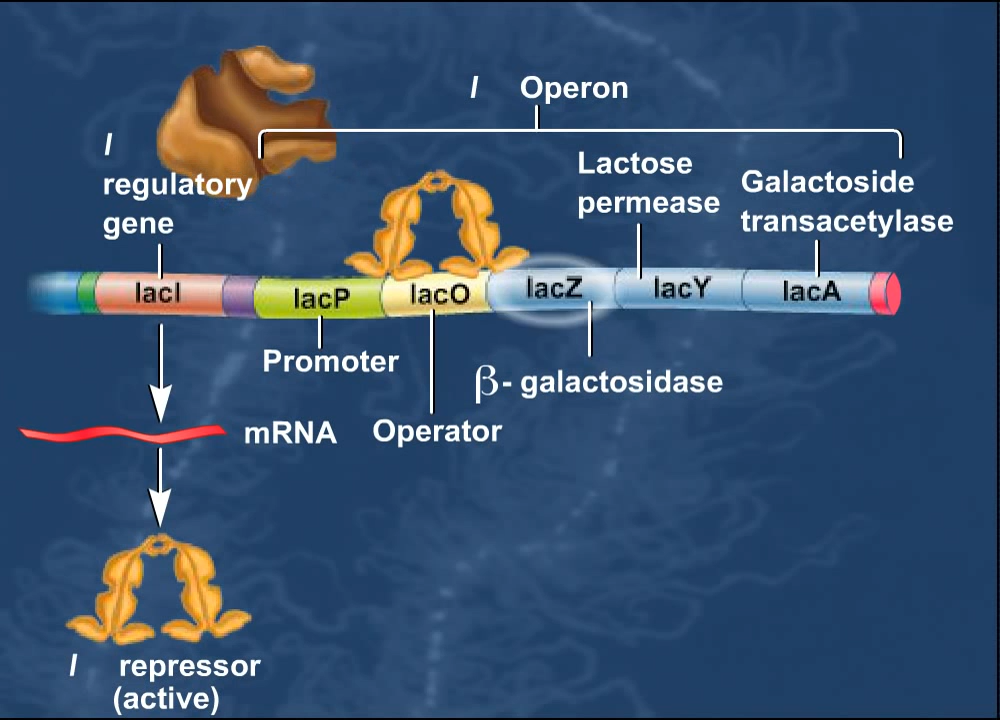 l Operon
l
regulatory
gene
Lactose
permease
Galactoside
transacetylase
lacI
lacP
lacO
lacZ
lacY
lacA
Promoter
β- galactosidase
mRNA
Operator
l repressor
(active)